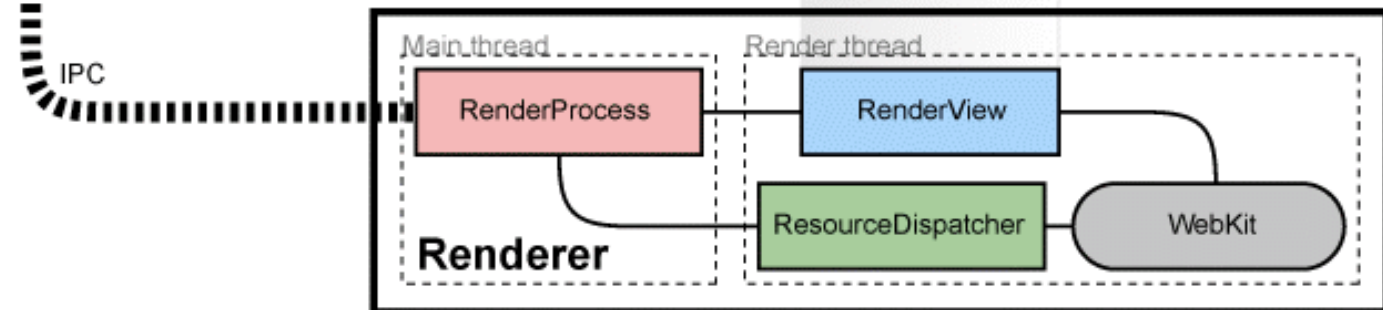 Main thread
Render thread
IPC
RenderProcess
RenderView
ResourceDispatcher
WebKit
Renderer